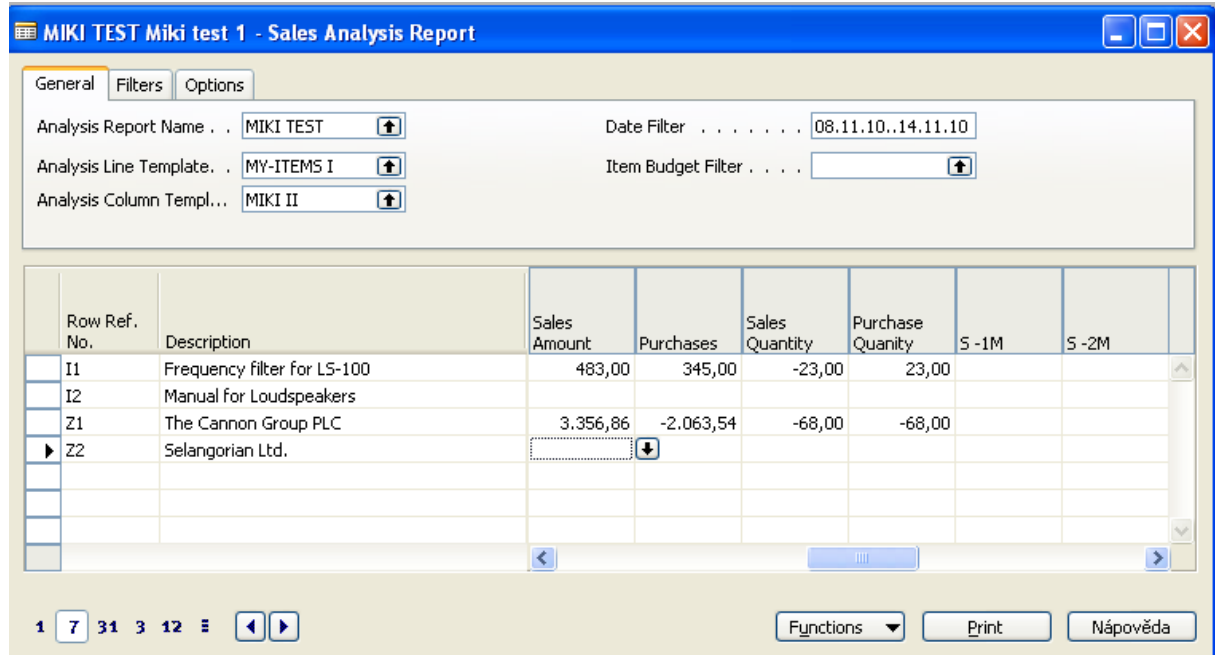 MIKI TEST Miki test 1 - Sales Analysis Report
General Filters Options
Analysis Report Name . . MIKI TEST Date Filter . . . . . . . 08.11.10..14.11.10
Analysis Line Template. . MY-ITEMS I Item Budget Filter . . . .
Analysis Column Templ... MIKI II
Row Ref. No. Description Sales Amount Purchases Sales Quantity Purchase Quanity S -1M S -2M
I1 Frequency filter for LS-100 483,00 345,00 -23,00 23,00
I2 Manual for Loudspeakers
Z1 The Cannon Group PLC 3.356,86 -2.063,54 -68,00 -68,00
Z2 Selangorian Ltd.
1 7 31 3 12 Functions Print Nápověda